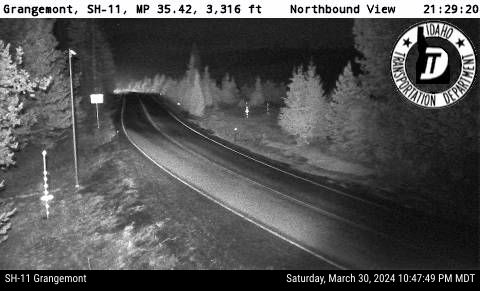 Grangemont, SH-11, MP 35.42, 3,316 ft Northbound View 21:29:20
IDAHO
TRANSPORTATION DEPARTMENT
SH-11 Grangemont Saturday, March 30, 2024 10:47:49 PM MDT